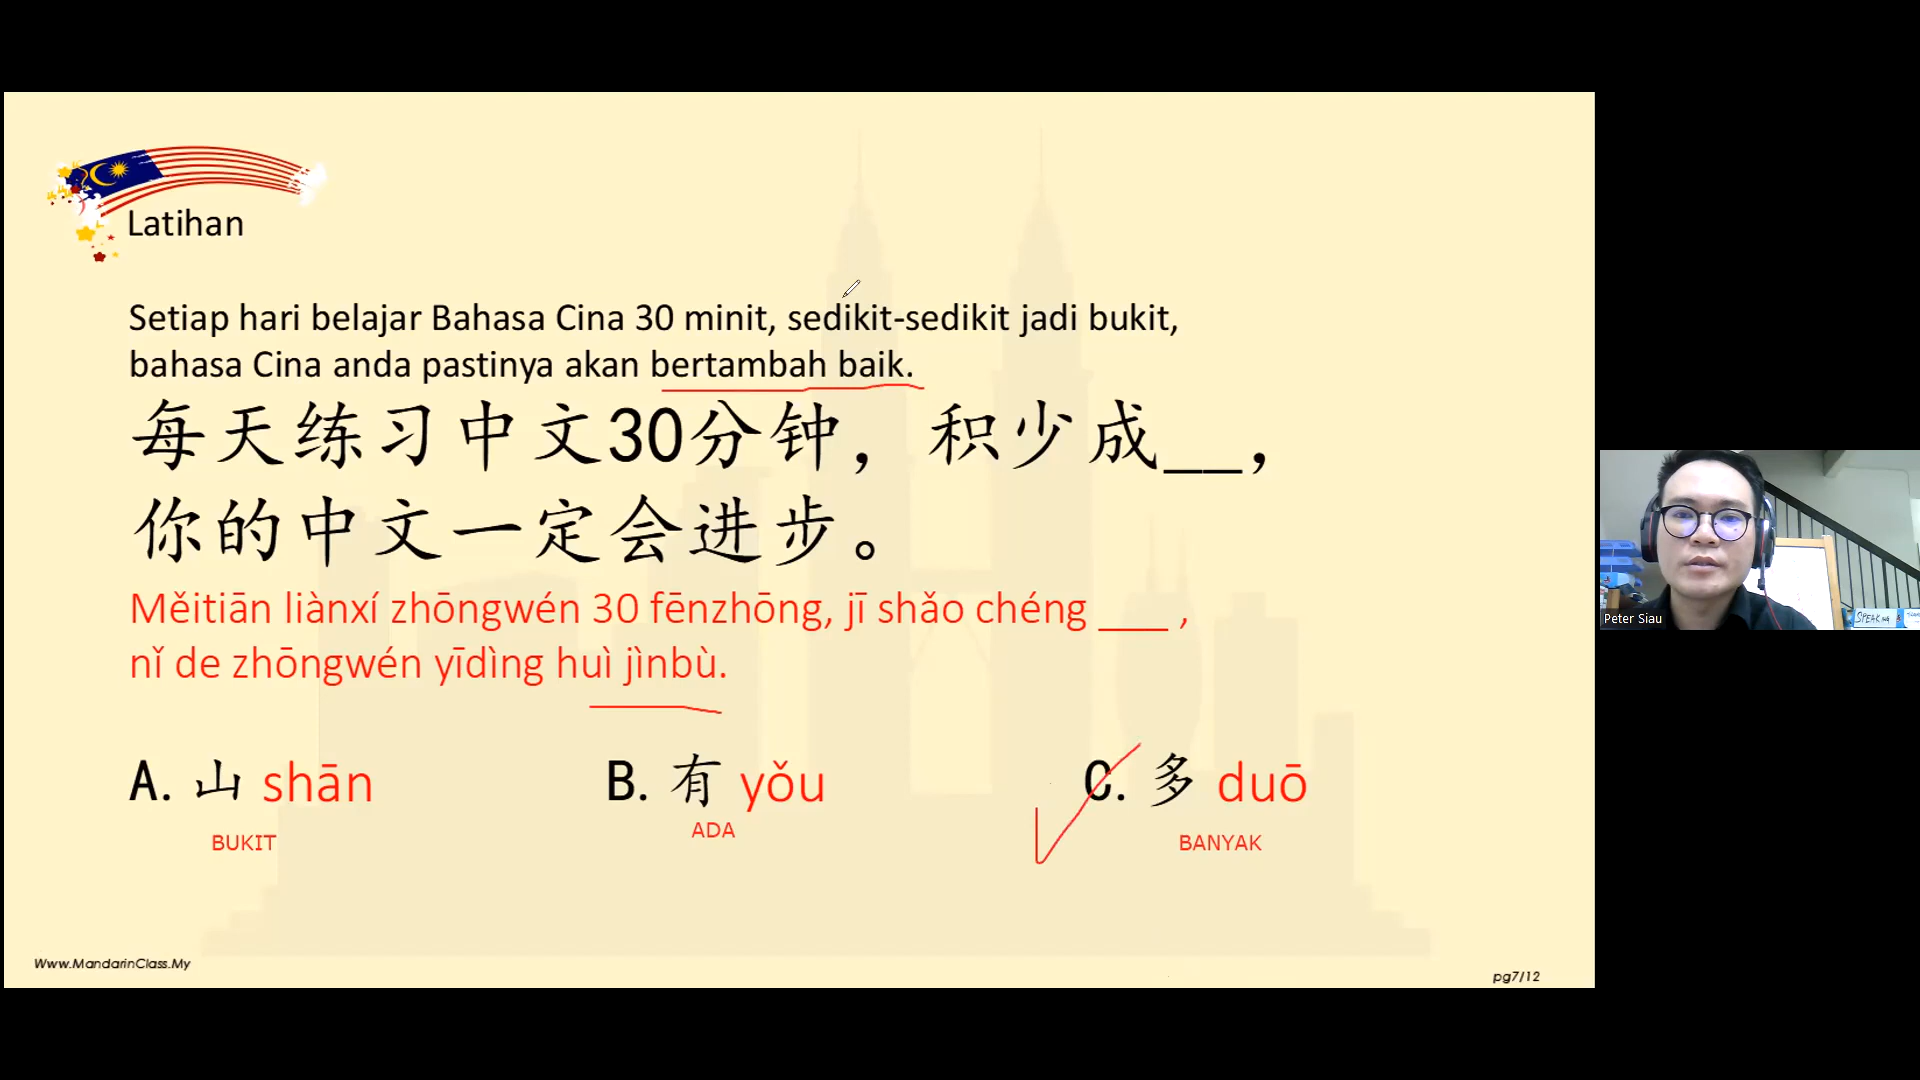 Latihan
Setiap hari belajar Bahasa Cina 30 minit, sedikit-sedikit jadi bukit,
bahasa Cina anda pastinya akan bertambah baik.
每天练习中文30分钟，积少成__，
你的中文一定会进步。
Měitiān liànxí zhōngwén 30 fēnzhōng, jī shǎo chéng ___ ,
nǐ de zhōngwén yīdìng huì jìnbù.
A. 山 shān
BUKIT
B. 有 yǒu
ADA
C. 多 duō
BANYAK
Www.MandarinClass.My
pg7/12
Peter Siau
SPEAK